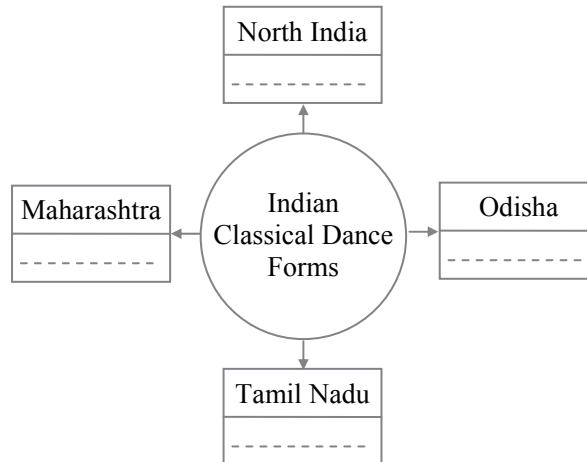 North India
Maharashtra
Indian
Classical Dance
Forms
Odisha
Tamil Nadu